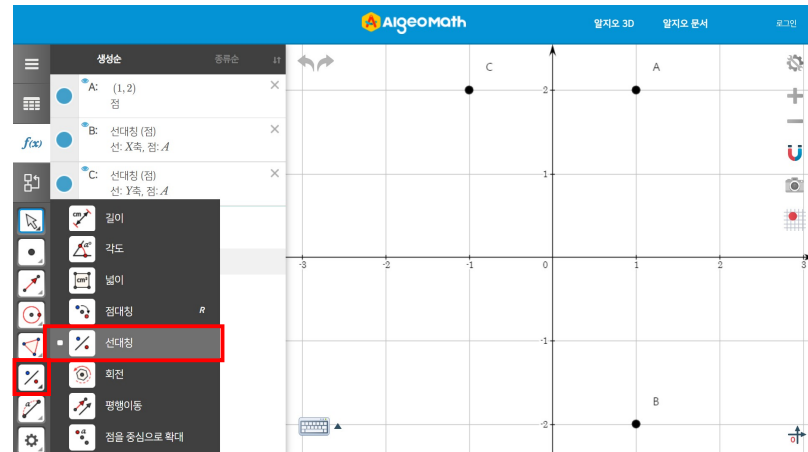 AlgeoMath
알지오 3D 알지오 문서 로그인
생성순 종류순
A: (1, 2)
점
B: 선대칭 (점)
선: X축, 점: A
C: 선대칭 (점)
선: Y축, 점: A
f(x)
cm 길이
a° 각도
cm² 넓이
점대칭 R
선대칭
회전
평행이동
a 점을 중심으로 확대
C A
2
1
-3 -2 -1 0 1 2 3
-1
B
-2
0